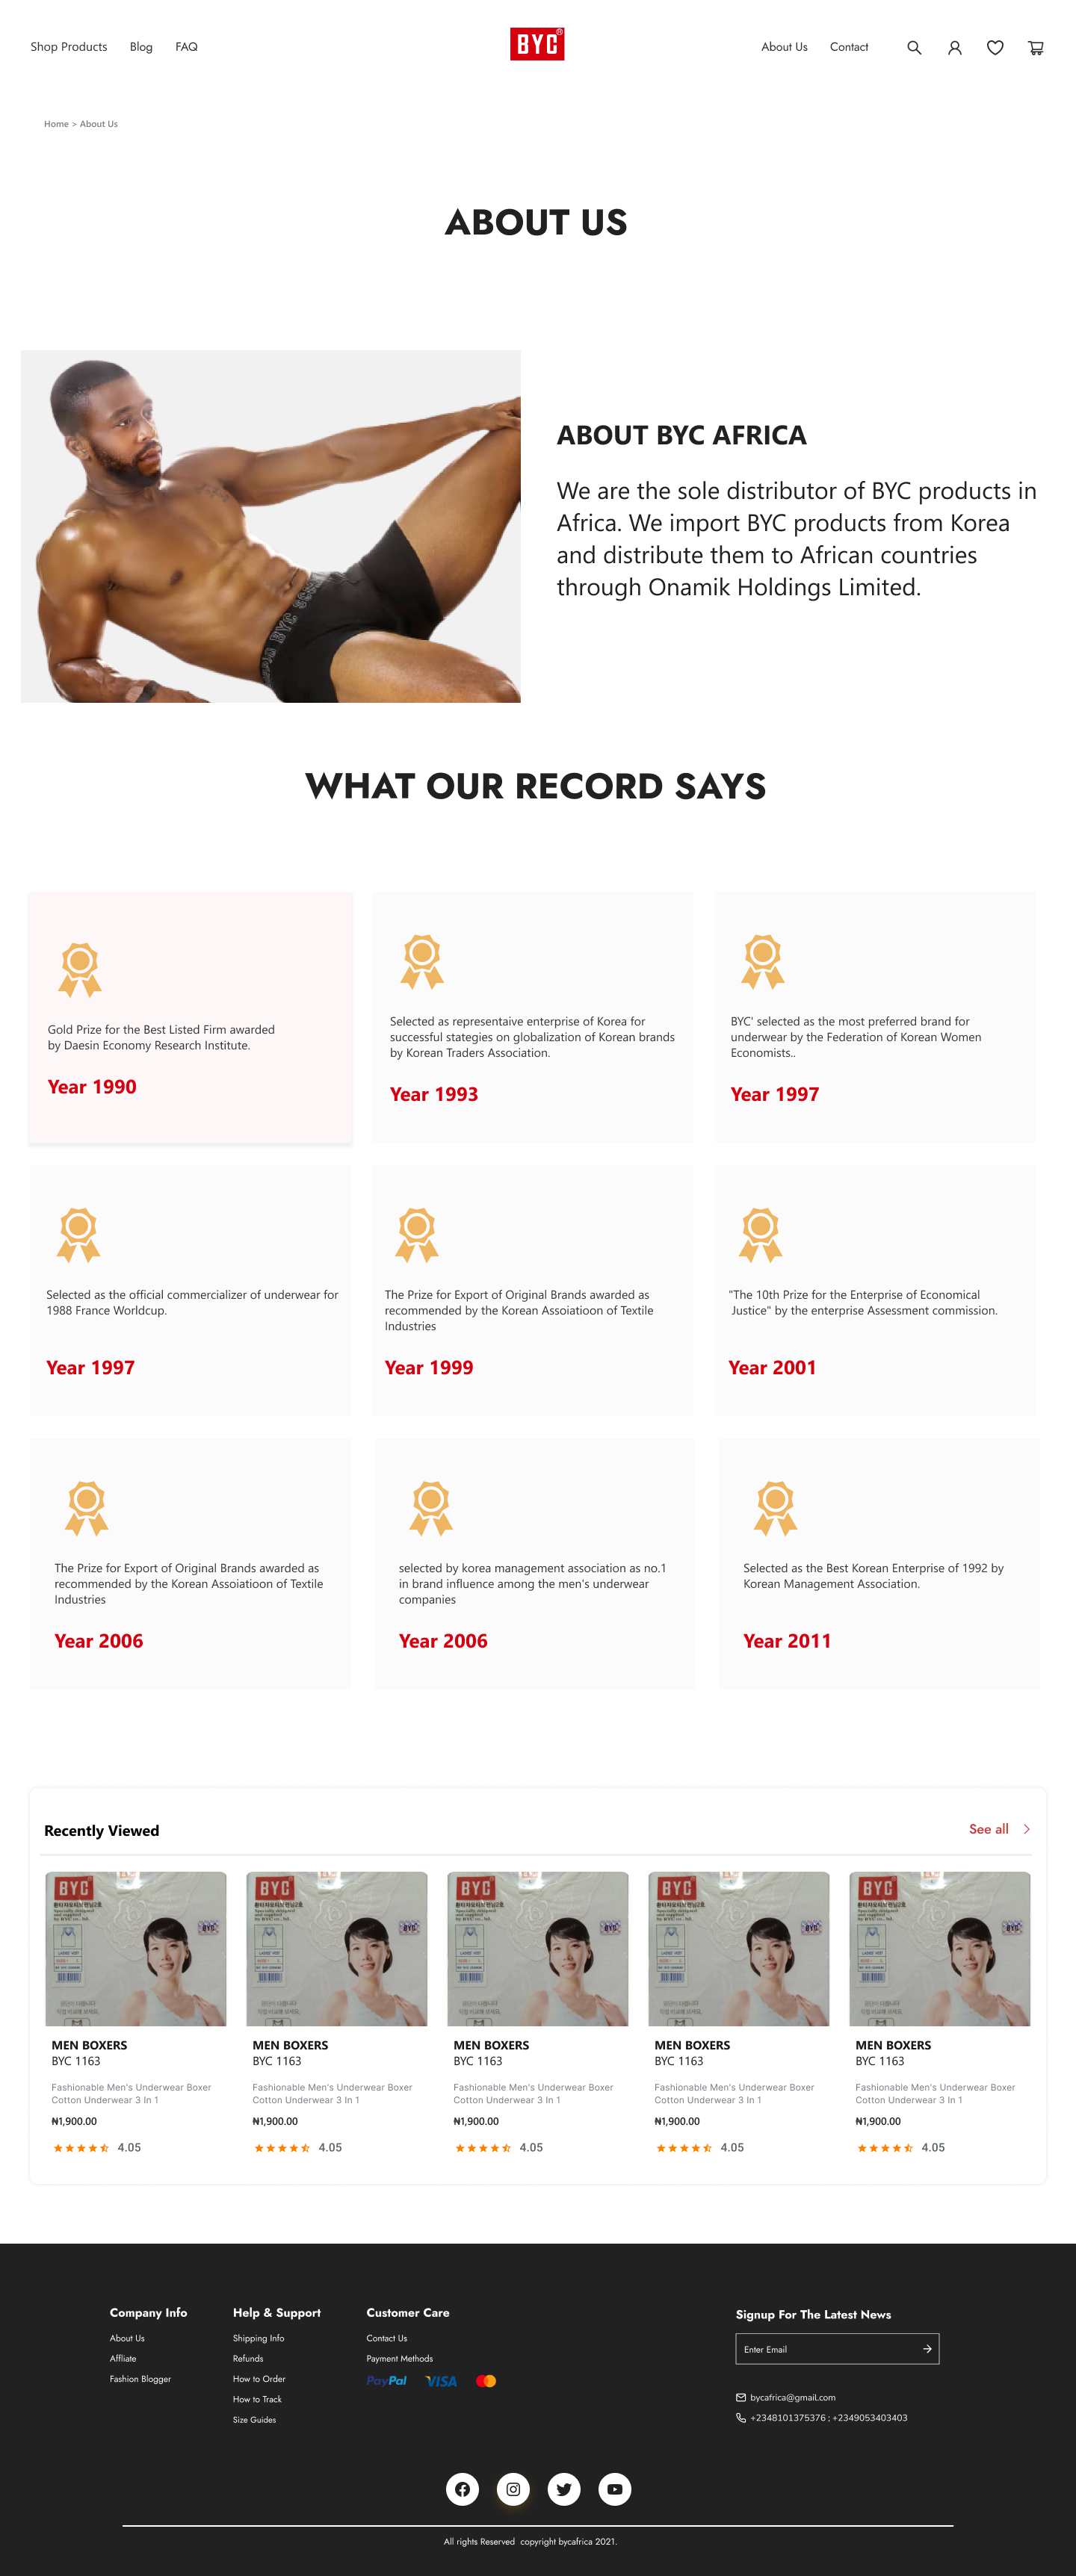 Shop Products Blog FAQ BYC® About Us Contact
Home > About Us
ABOUT US
ABOUT BYC AFRICA
We are the sole distributor of BYC products in
Africa. We import BYC products from Korea
and distribute them to African countries
through Onamik Holdings Limited.
WHAT OUR RECORD SAYS
Gold Prize for the Best Listed Firm awarded
by Daesin Economy Research Institute.
Year 1990
Selected as representaive enterprise of Korea for
successful stategies on globalization of Korean brands
by Korean Traders Association.
Year 1993
BYC' selected as the most preferred brand for
underwear by the Federation of Korean Women
Economists..
Year 1997
Selected as the official commercializer of underwear for
1988 France Worldcup.
Year 1997
The Prize for Export of Original Brands awarded as
recommended by the Korean Assoiatioon of Textile
Industries
Year 1999
"The 10th Prize for the Enterprise of Economical
Justice" by the enterprise Assessment commission.
Year 2001
The Prize for Export of Original Brands awarded as
recommended by the Korean Assoiatioon of Textile
Industries
Year 2006
selected by korea management association as no.1
in brand influence among the men's underwear
companies
Year 2006
Selected as the Best Korean Enterprise of 1992 by
Korean Management Association.
Year 2011
Recently Viewed See all
BYC BYC BYC BYC BYC
MEN BOXERS
BYC 1163
Fashionable Men's Underwear Boxer
Cotton Underwear 3 In 1
₦1,900.00
4.05
MEN BOXERS
BYC 1163
Fashionable Men's Underwear Boxer
Cotton Underwear 3 In 1
₦1,900.00
4.05
MEN BOXERS
BYC 1163
Fashionable Men's Underwear Boxer
Cotton Underwear 3 In 1
₦1,900.00
4.05
MEN BOXERS
BYC 1163
Fashionable Men's Underwear Boxer
Cotton Underwear 3 In 1
₦1,900.00
4.05
MEN BOXERS
BYC 1163
Fashionable Men's Underwear Boxer
Cotton Underwear 3 In 1
₦1,900.00
4.05
Company Info
About Us
Affliate
Fashion Blogger
Help & Support
Shipping Info
Refunds
How to Order
How to Track
Size Guides
Customer Care
Contact Us
Payment Methods
PayPal VISA
Signup For The Latest News
Enter Email
bycafrica@gmail.com
+2348101375376 ; +2349053403403
All rights Reserved copyright bycafrica 2021.